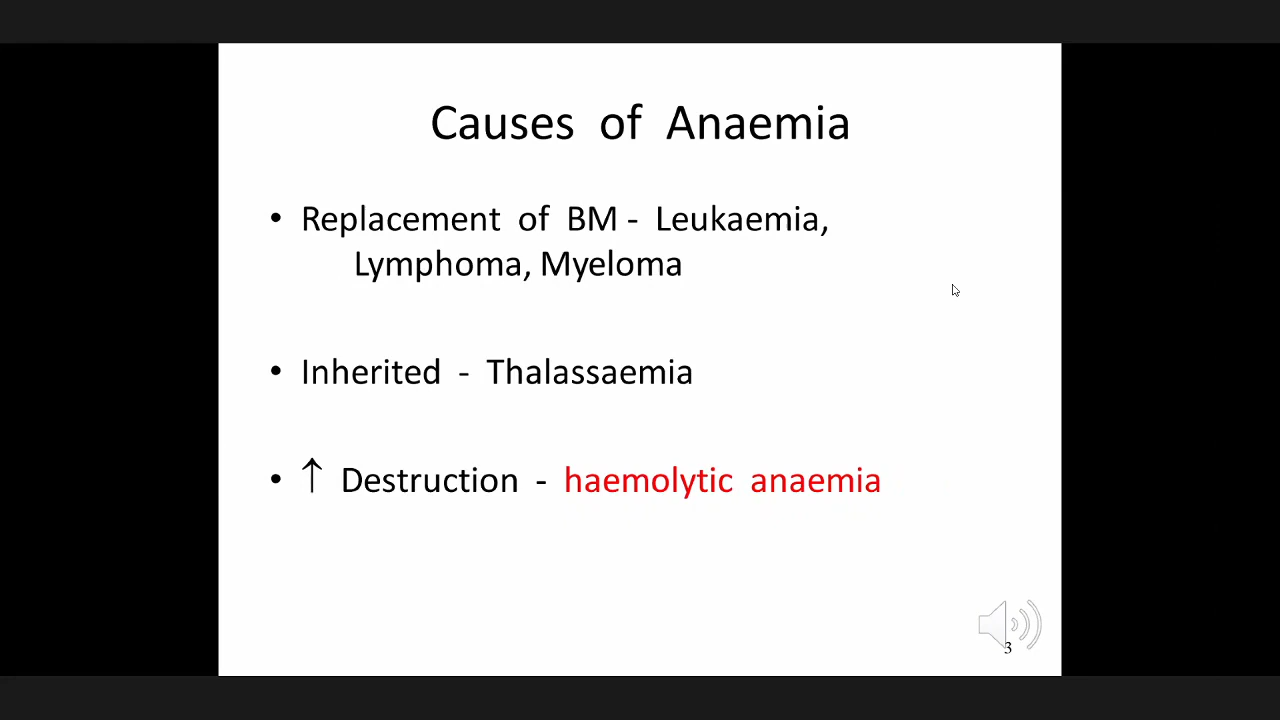 Causes of Anaemia
• Replacement of BM - Leukaemia,
Lymphoma, Myeloma
• Inherited - Thalassaemia
• ↑ Destruction - haemolytic anaemia
3